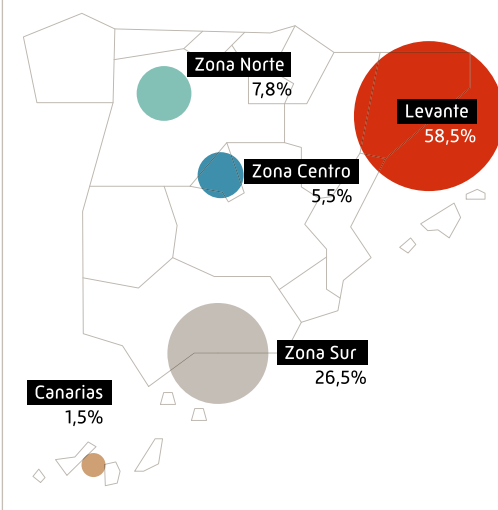 Zona Norte
7,8%
Levante
58,5%
Zona Centro
5,5%
Zona Sur
26,5%
Canarias
1,5%